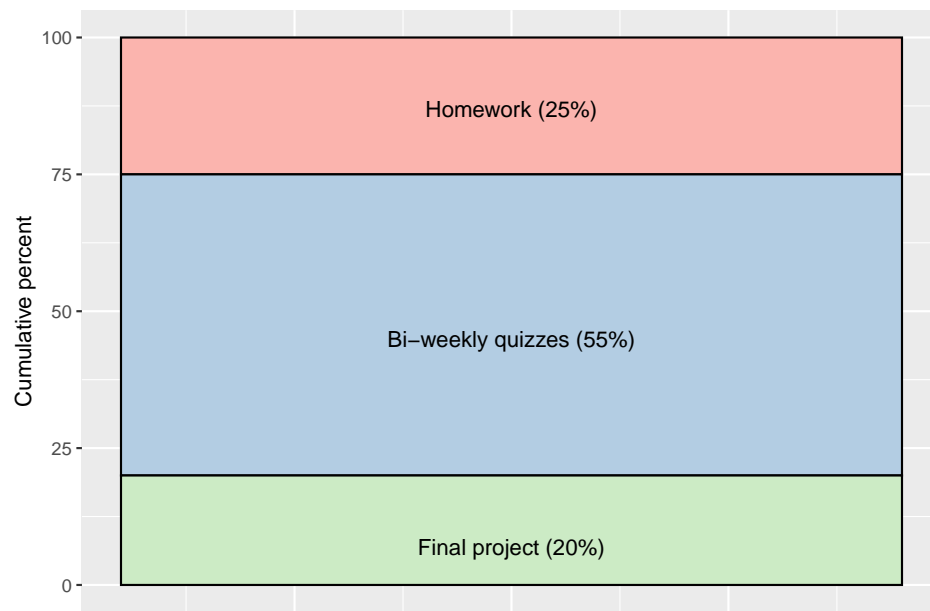 100
Homework (25%)
75
Cumulative percent
50
Bi−weekly quizzes (55%)
25
Final project (20%)
0